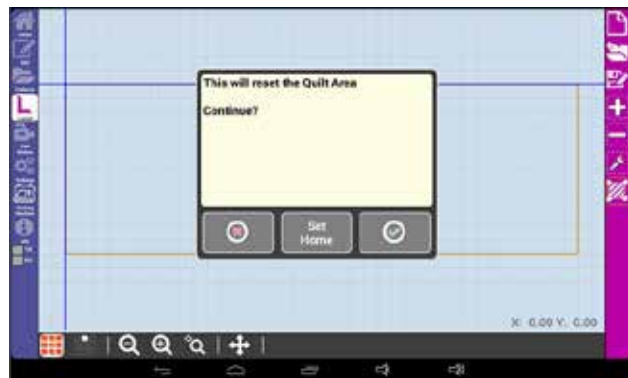 This will reset the Quilt Area
Continue?
Set
Home
L
X: 0.00 Y: 0.00